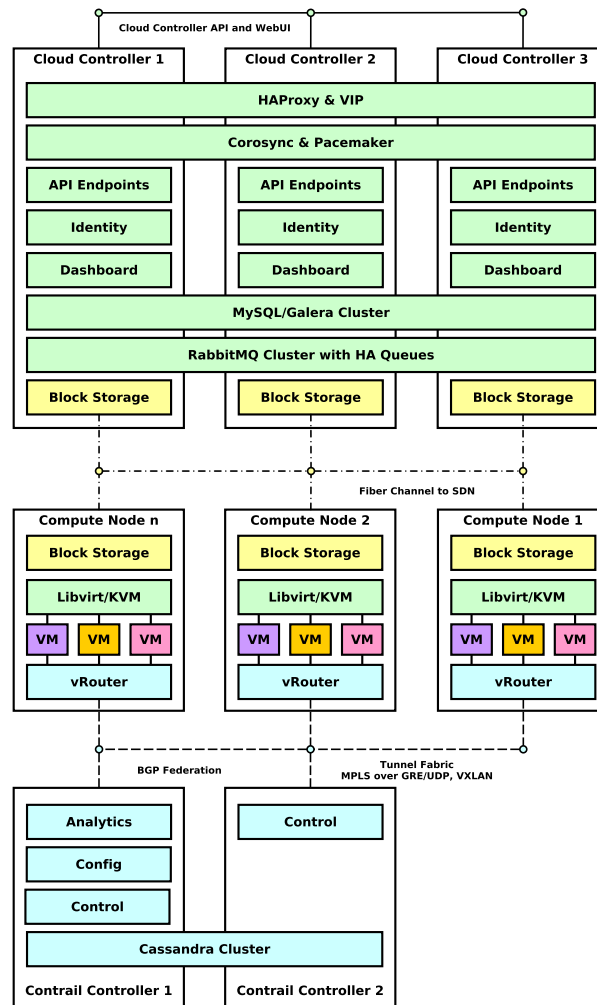 Cloud Controller API and WebUI
Cloud Controller 1
Cloud Controller 2
Cloud Controller 3
HAProxy & VIP
Corosync & Pacemaker
API Endpoints
API Endpoints
API Endpoints
Identity
Identity
Identity
Dashboard
Dashboard
Dashboard
MySQL/Galera Cluster
RabbitMQ Cluster with HA Queues
Block Storage
Block Storage
Block Storage
Fiber Channel to SDN
Compute Node n
Compute Node 2
Compute Node 1
Block Storage
Block Storage
Block Storage
Libvirt/KVM
Libvirt/KVM
Libvirt/KVM
VM
VM
VM
VM
VM
VM
VM
VM
VM
vRouter
vRouter
vRouter
BGP Federation
Tunnel Fabric
MPLS over GRE/UDP, VXLAN
Analytics
Control
Config
Control
Cassandra Cluster
Contrail Controller 1
Contrail Controller 2